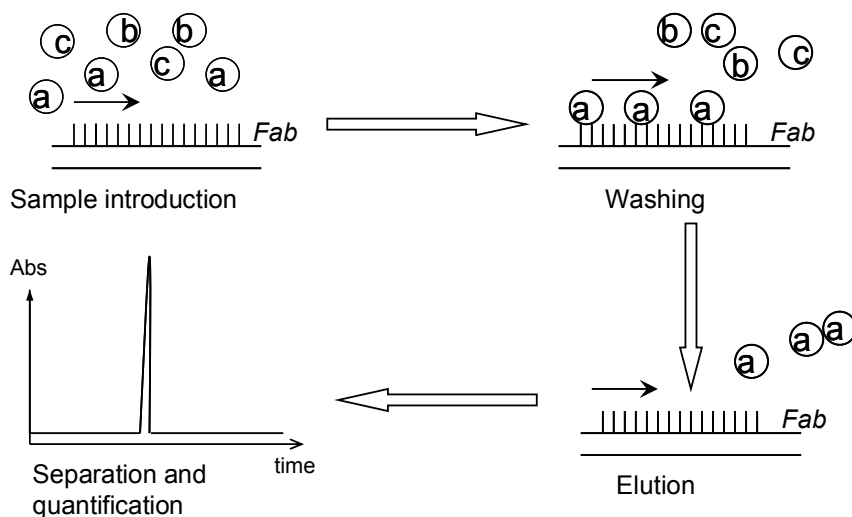 c b b
a a c a
Fab
Sample introduction
b c
b c
a a a
Fab
Washing
Abs
time
Separation and
quantification
a a a
Fab
Elution